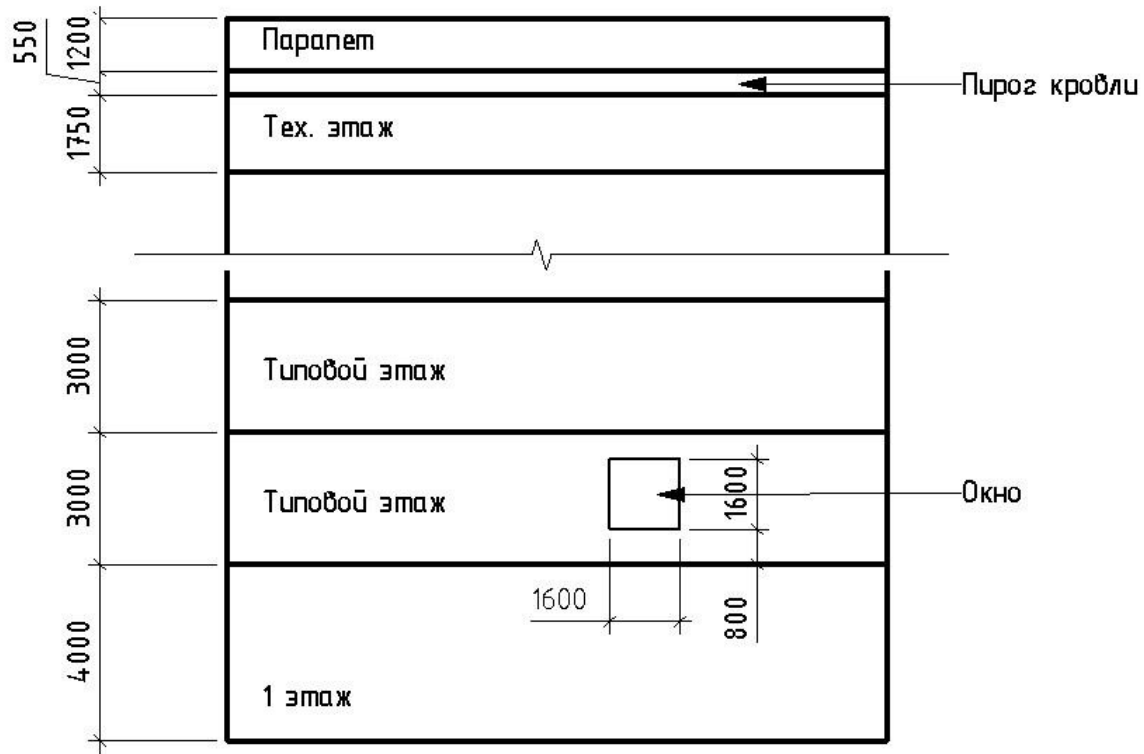 550
1200
Парапет
Пирог кровли
1750
Тех. этаж
3000
Типовой этаж
3000
Типовой этаж
1600
Окно
1600
800
4000
1 этаж